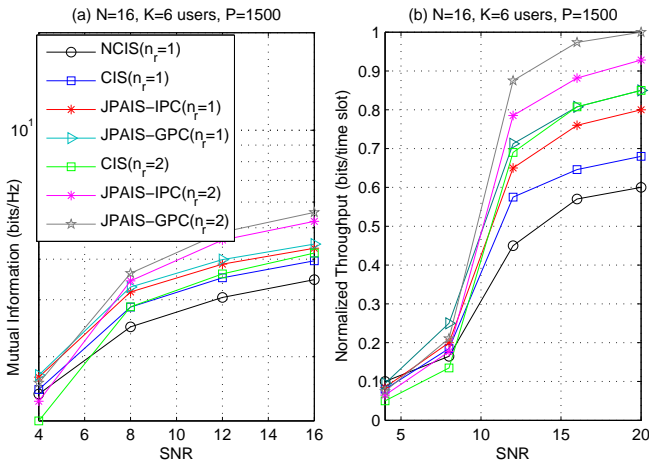 (a) N=16, K=6 users, P=1500
NCIS(n_r=1)
CIS(n_r=1)
JPAIS−IPC(n_r=1)
JPAIS−GPC(n_r=1)
CIS(n_r=2)
JPAIS−IPC(n_r=2)
JPAIS−GPC(n_r=2)
10^1
Mutual Information (bits/Hz)
4 6 8 10 12 14 16
SNR
(b) N=16, K=6 users, P=1500
1
0.9
0.8
0.7
0.6
0.5
0.4
0.3
0.2
0.1
0
Normalized Throughput (bits/time slot)
5 10 15 20
SNR